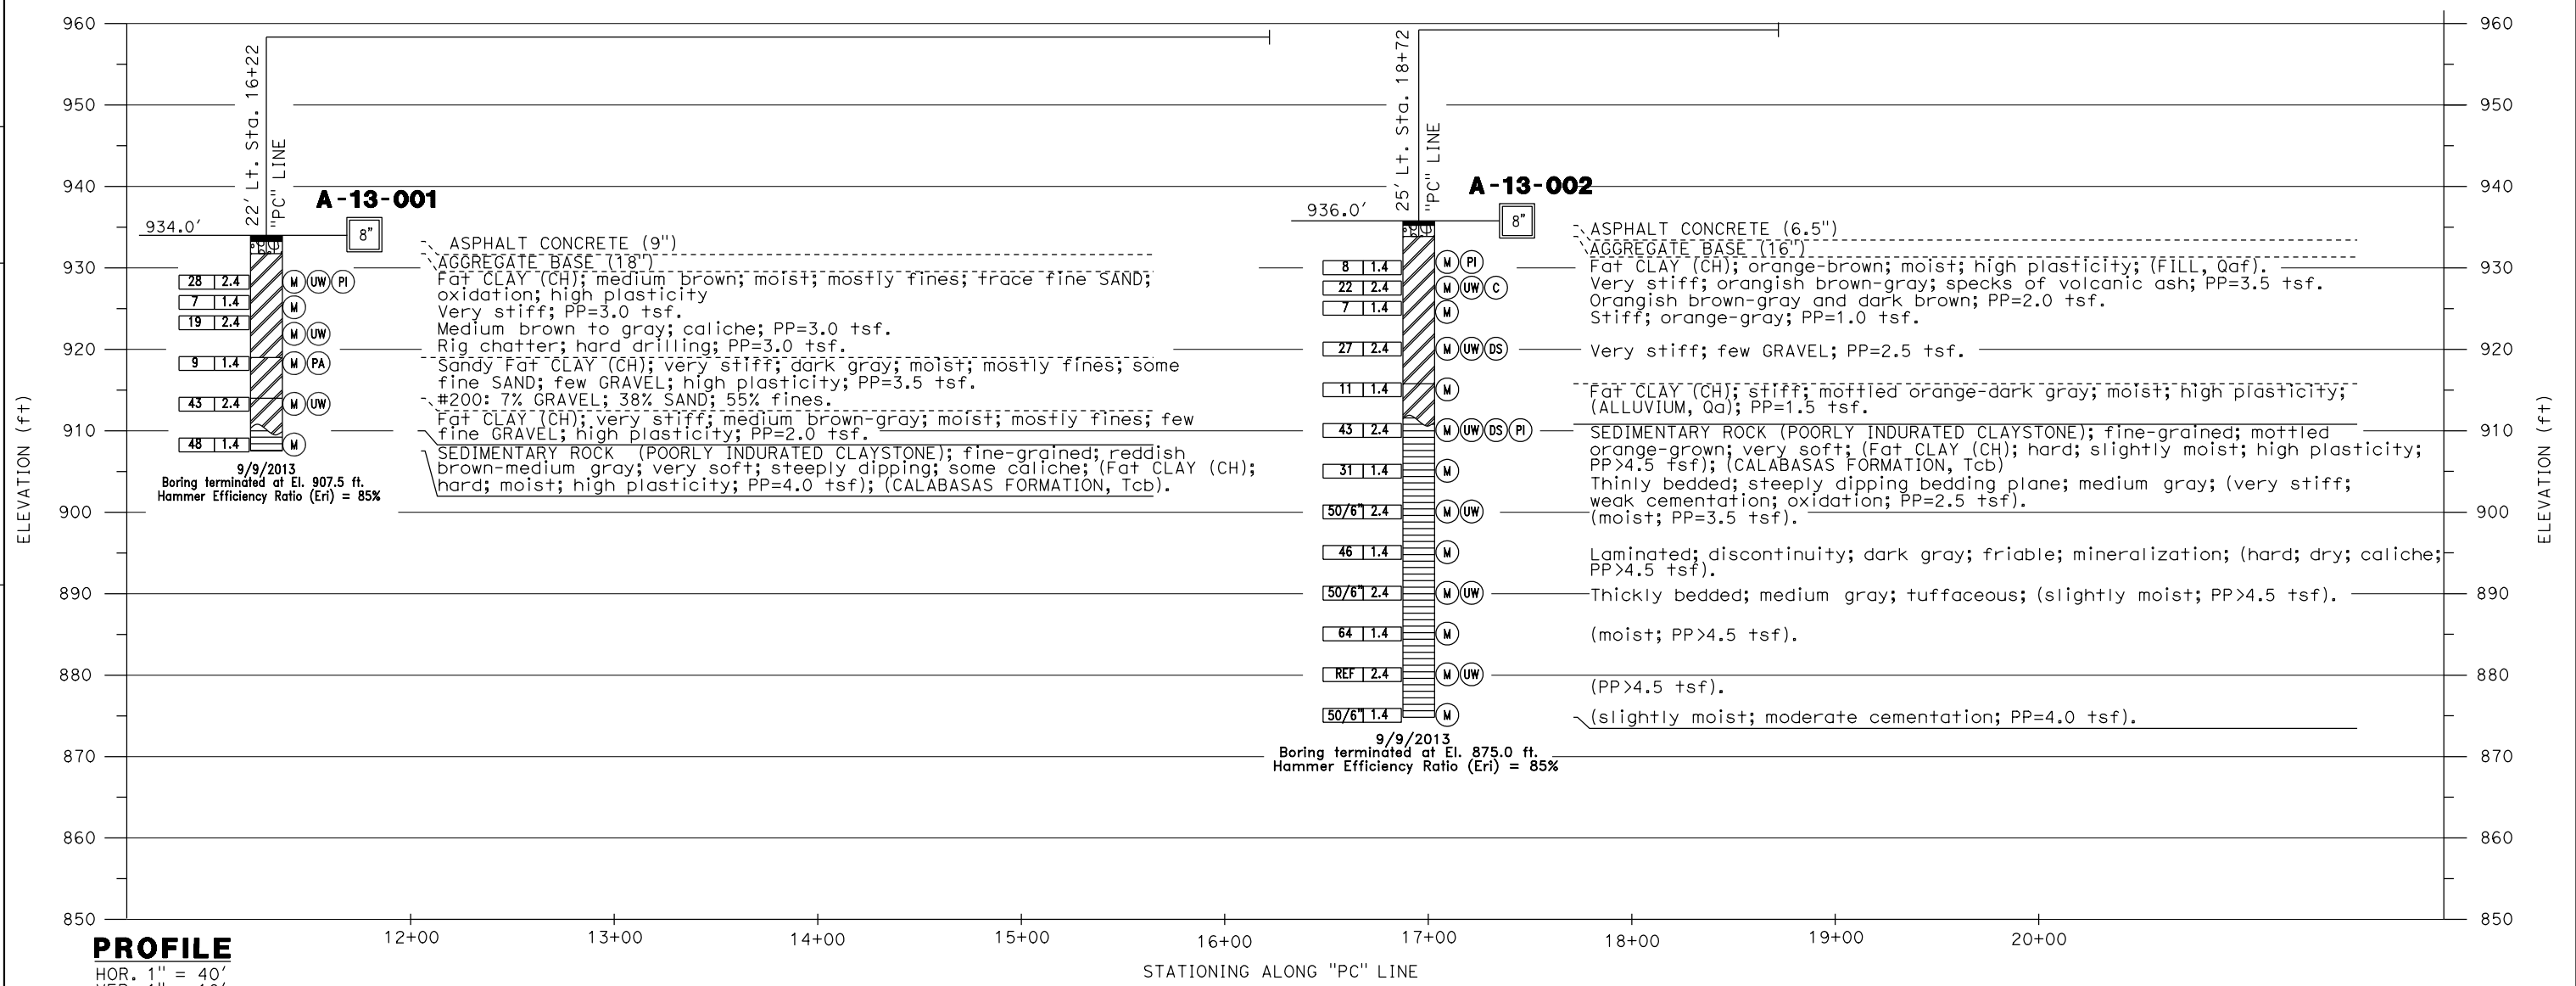 960
950
940
930
920
910
900
890
880
870
860
850
ELEVATION (ft)
22' Lt. Sta. 16+22
"PC" LINE
A-13-001
934.0'
8"
28 2.4 M UW PI
7 1.4 M
19 2.4 M UW
9 1.4 M PA
43 2.4 M UW
48 1.4 M
9/9/2013
Boring terminated at El. 907.5 ft.
Hammer Efficiency Ratio (Eri) = 85%
ASPHALT CONCRETE (9")
AGGREGATE BASE (18")
Fat CLAY (CH); medium brown; moist; mostly fines; trace fine SAND;
oxidation; high plasticity
Very stiff; PP=3.0 tsf.
Medium brown to gray; caliche; PP=3.0 tsf.
Rig chatter; hard drilling; PP=3.0 tsf.
Sandy Fat CLAY (CH); very stiff; dark gray; moist; mostly fines; some
fine SAND; few GRAVEL; high plasticity; PP=3.5 tsf.
#200: 7% GRAVEL; 38% SAND; 55% fines.
Fat CLAY (CH); very stiff; medium brown-gray; moist; mostly fines; few
fine GRAVEL; high plasticity; PP=2.0 tsf.
SEDIMENTARY ROCK (POORLY INDURATED CLAYSTONE); fine-grained; reddish
brown-medium gray; very soft; steeply dipping; some caliche; (Fat CLAY (CH);
hard; moist; high plasticity; PP=4.0 tsf); (CALABASAS FORMATION, Tcb).
25' Lt. Sta. 18+72
"PC" LINE
A-13-002
936.0'
8"
8 1.4 M PI
22 2.4 M UW C
7 1.4 M
27 2.4 M UW DS
11 1.4 M
43 2.4 M UW DS PI
31 1.4 M
50/6" 2.4 M UW
46 1.4 M
50/6" 2.4 M UW
64 1.4 M
REF 2.4 M UW
50/6" 1.4 M
9/9/2013
Boring terminated at El. 875.0 ft.
Hammer Efficiency Ratio (Eri) = 85%
ASPHALT CONCRETE (6.5")
AGGREGATE BASE (16")
Fat CLAY (CH); orange-brown; moist; high plasticity; (FILL, Qaf).
Very stiff; orangish brown-gray; specks of volcanic ash; PP=3.5 tsf.
Orangish brown-gray and dark brown; PP=2.0 tsf.
Stiff; orange-gray; PP=1.0 tsf.
Very stiff; few GRAVEL; PP=2.5 tsf.
Fat CLAY (CH); stiff; mottled orange-dark gray; moist; high plasticity;
(ALLUVIUM, Qa); PP=1.5 tsf.
SEDIMENTARY ROCK (POORLY INDURATED CLAYSTONE); fine-grained; mottled
orange-grown; very soft; (Fat CLAY (CH); hard; slightly moist; high plasticity;
PP>4.5 tsf); (CALABASAS FORMATION, Tcb)
Thinly bedded; steeply dipping bedding plane; medium gray; (very stiff;
weak cementation; oxidation; PP=2.5 tsf).
(moist; PP=3.5 tsf).
Laminated; discontinuity; dark gray; friable; mineralization; (hard; dry; caliche;
PP>4.5 tsf).
Thickly bedded; medium gray; tuffaceous; (slightly moist; PP>4.5 tsf).
(moist; PP>4.5 tsf).
(PP>4.5 tsf).
(slightly moist; moderate cementation; PP=4.0 tsf).
960
950
940
930
920
910
900
890
880
870
860
850
ELEVATION (ft)
12+00 13+00 14+00 15+00 16+00 17+00 18+00 19+00 20+00
STATIONING ALONG "PC" LINE
PROFILE
HOR. 1" = 40'